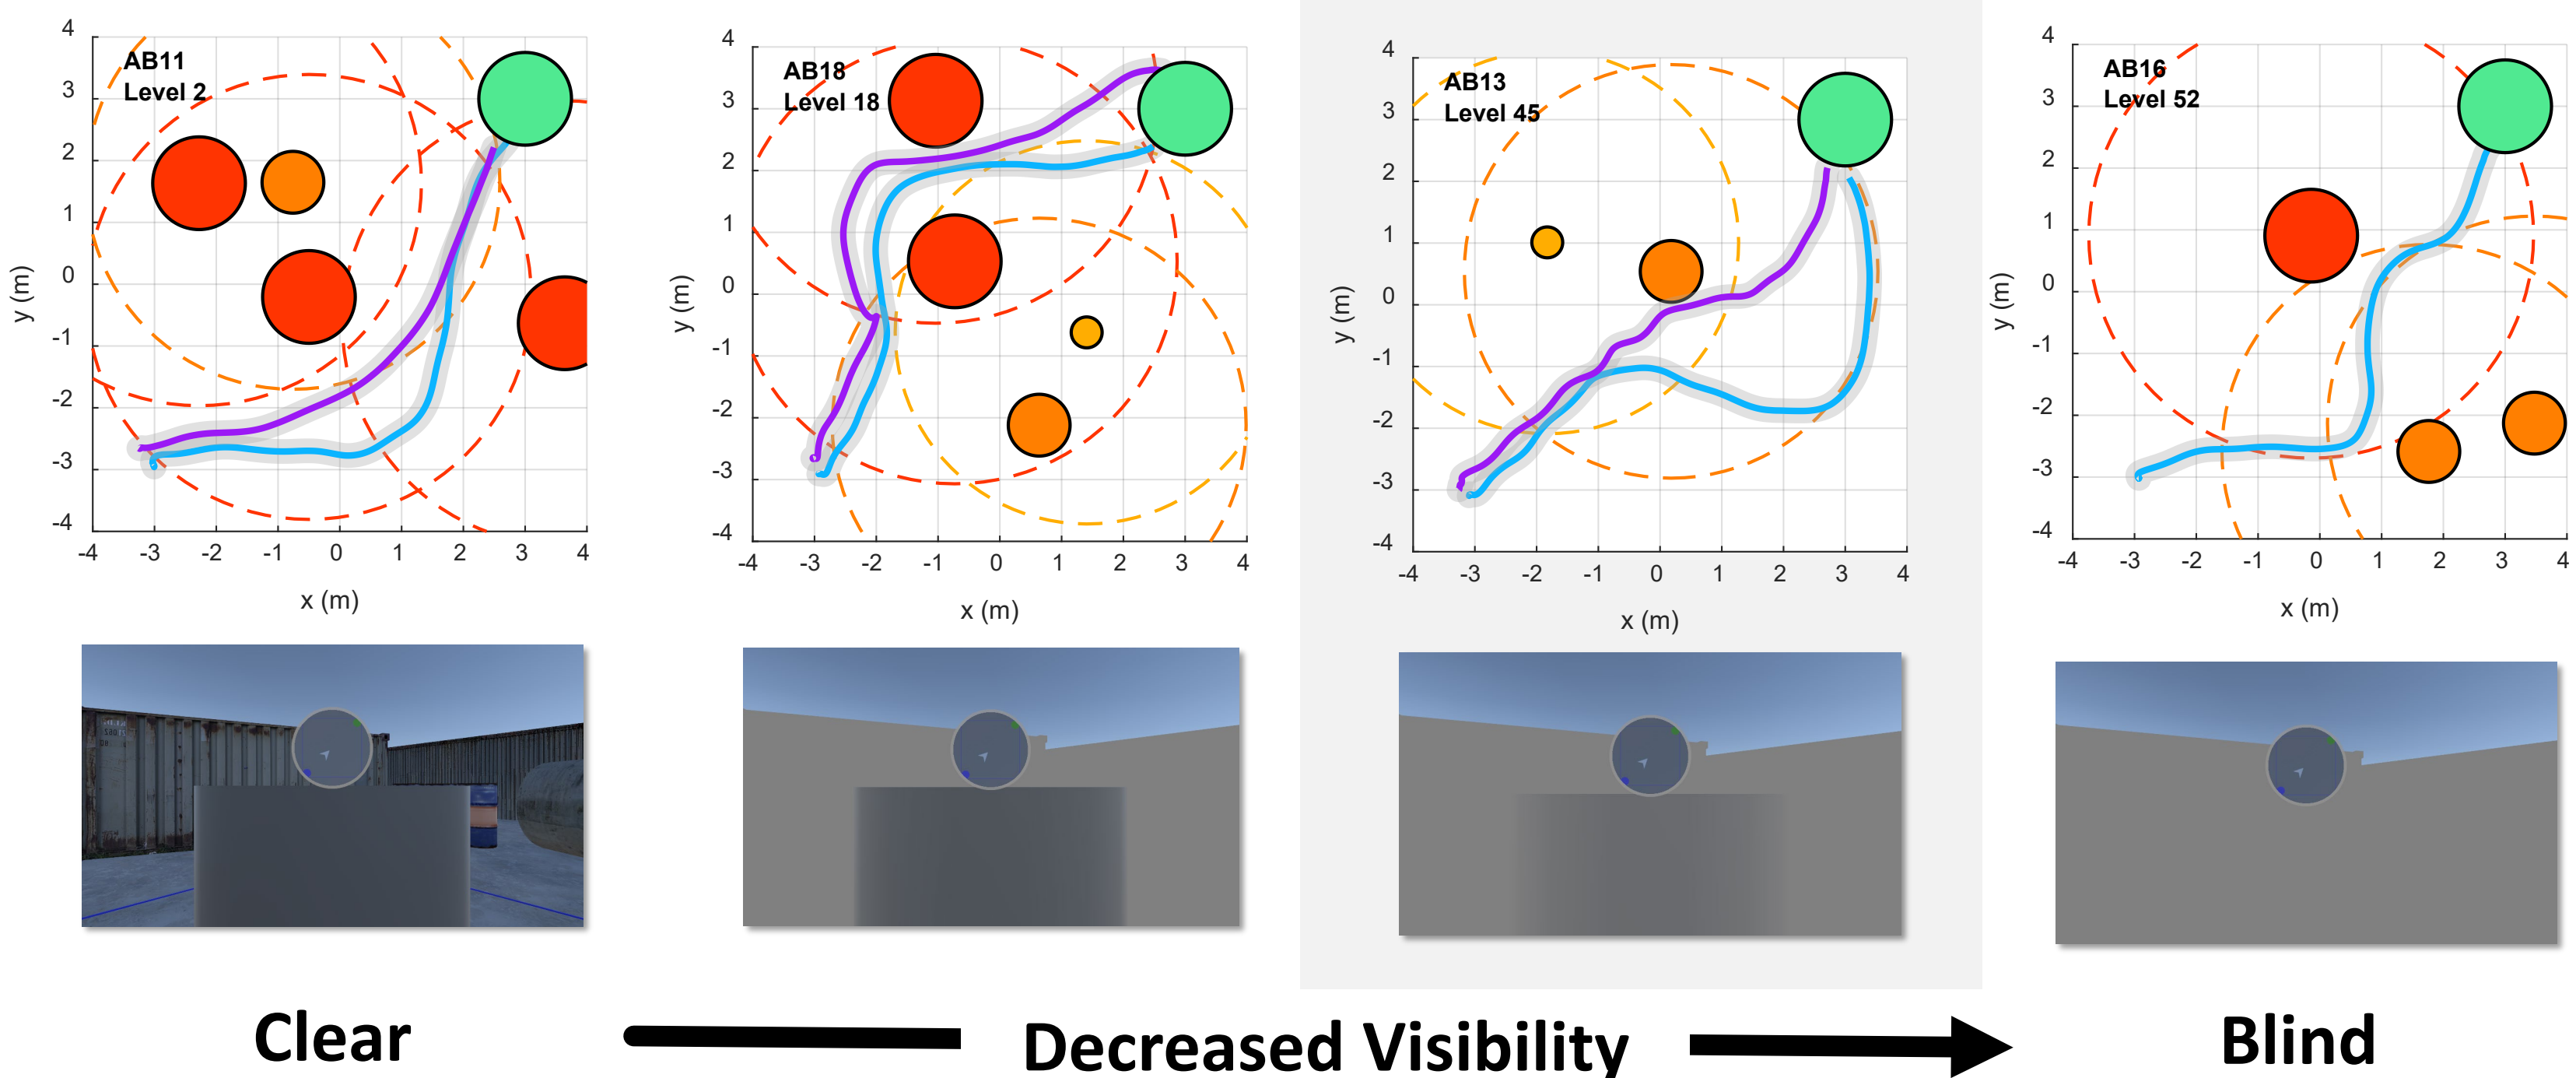 AB11
Level 2
4
3
2
1
0
-1
-2
-3
-4
-4 -3 -2 -1 0 1 2 3 4
y (m)
x (m)
AB18
Level 18
4
3
2
1
0
-1
-2
-3
-4
-4 -3 -2 -1 0 1 2 3 4
y (m)
x (m)
AB13
Level 45
4
3
2
1
0
-1
-2
-3
-4
-4 -3 -2 -1 0 1 2 3 4
y (m)
x (m)
AB16
Level 52
4
3
2
1
0
-1
-2
-3
-4
-4 -3 -2 -1 0 1 2 3 4
y (m)
x (m)
Clear
Decreased Visibility
Blind